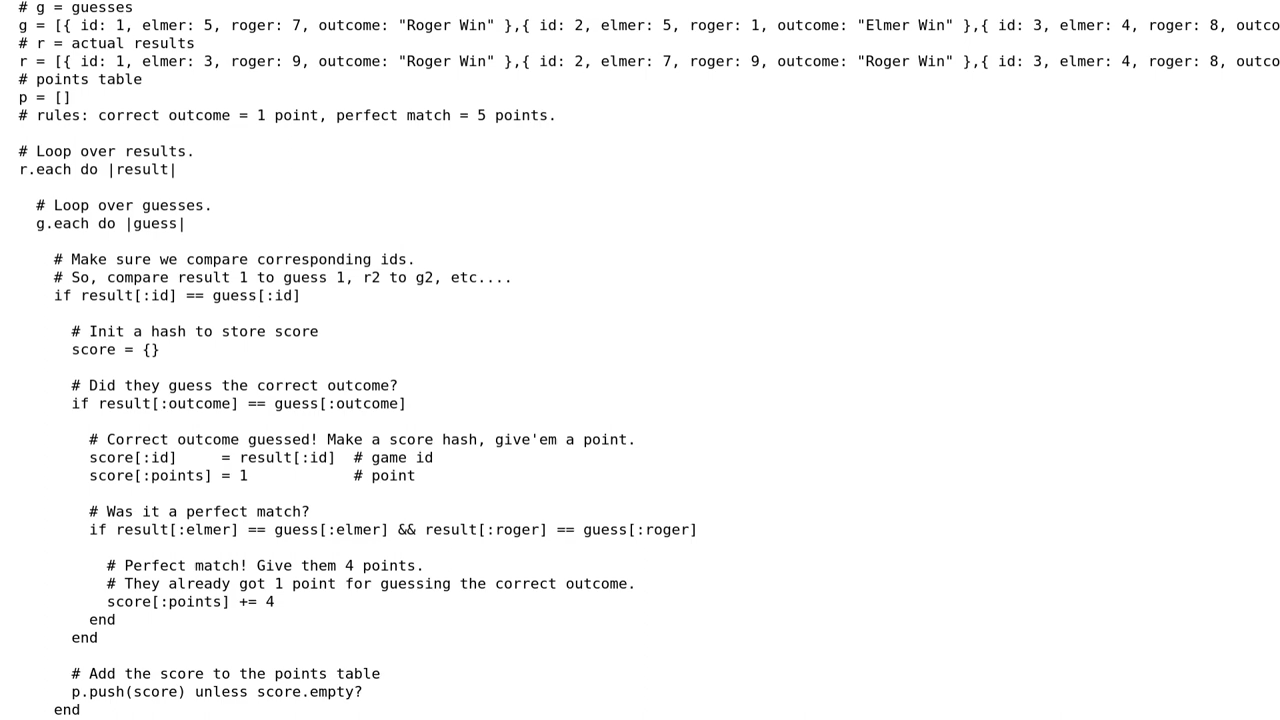 # g = guesses
g = [{ id: 1, elmer: 5, roger: 7, outcome: "Roger Win" },{ id: 2, elmer: 5, roger: 1, outcome: "Elmer Win" },{ id: 3, elmer: 4, roger: 8, outco
# r = actual results
r = [{ id: 1, elmer: 3, roger: 9, outcome: "Roger Win" },{ id: 2, elmer: 7, roger: 9, outcome: "Roger Win" },{ id: 3, elmer: 4, roger: 8, outco
# points table
p = []
# rules: correct outcome = 1 point, perfect match = 5 points.

# Loop over results.
r.each do |result|

  # Loop over guesses.
  g.each do |guess|

    # Make sure we compare corresponding ids.
    # So, compare result 1 to guess 1, r2 to g2, etc....
    if result[:id] == guess[:id]

      # Init a hash to store score
      score = {}

      # Did they guess the correct outcome?
      if result[:outcome] == guess[:outcome]

        # Correct outcome guessed! Make a score hash, give'em a point.
        score[:id]     = result[:id]  # game id
        score[:points] = 1            # point

        # Was it a perfect match?
        if result[:elmer] == guess[:elmer] && result[:roger] == guess[:roger]

          # Perfect match! Give them 4 points.
          # They already got 1 point for guessing the correct outcome.
          score[:points] += 4
        end
      end

      # Add the score to the points table
      p.push(score) unless score.empty?
    end